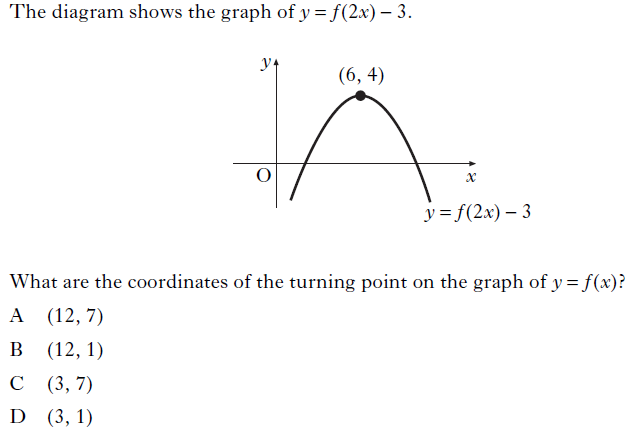 The diagram shows the graph of y = f(2x) – 3.
y
(6, 4)
O
x
y = f(2x) – 3
What are the coordinates of the turning point on the graph of y = f(x)?
A (12, 7)
B (12, 1)
C (3, 7)
D (3, 1)